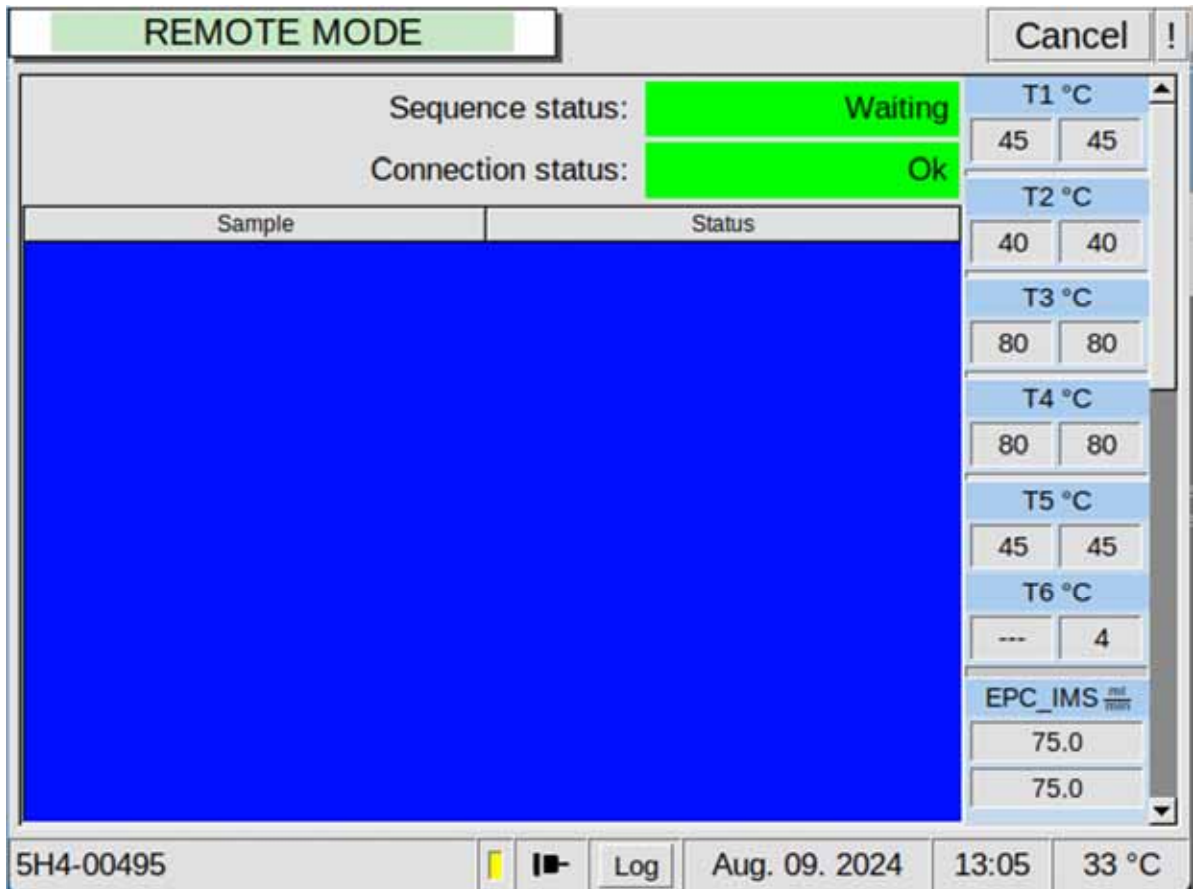 REMOTE MODE
Cancel
!
Sequence status: Waiting
Connection status: Ok
Sample Status
T1 °C
45 45
T2 °C
40 40
T3 °C
80 80
T4 °C
80 80
T5 °C
45 45
T6 °C
--- 4
EPC_IMS ml/min
75.0
75.0
5H4-00495 Log Aug. 09. 2024 13:05 33 °C